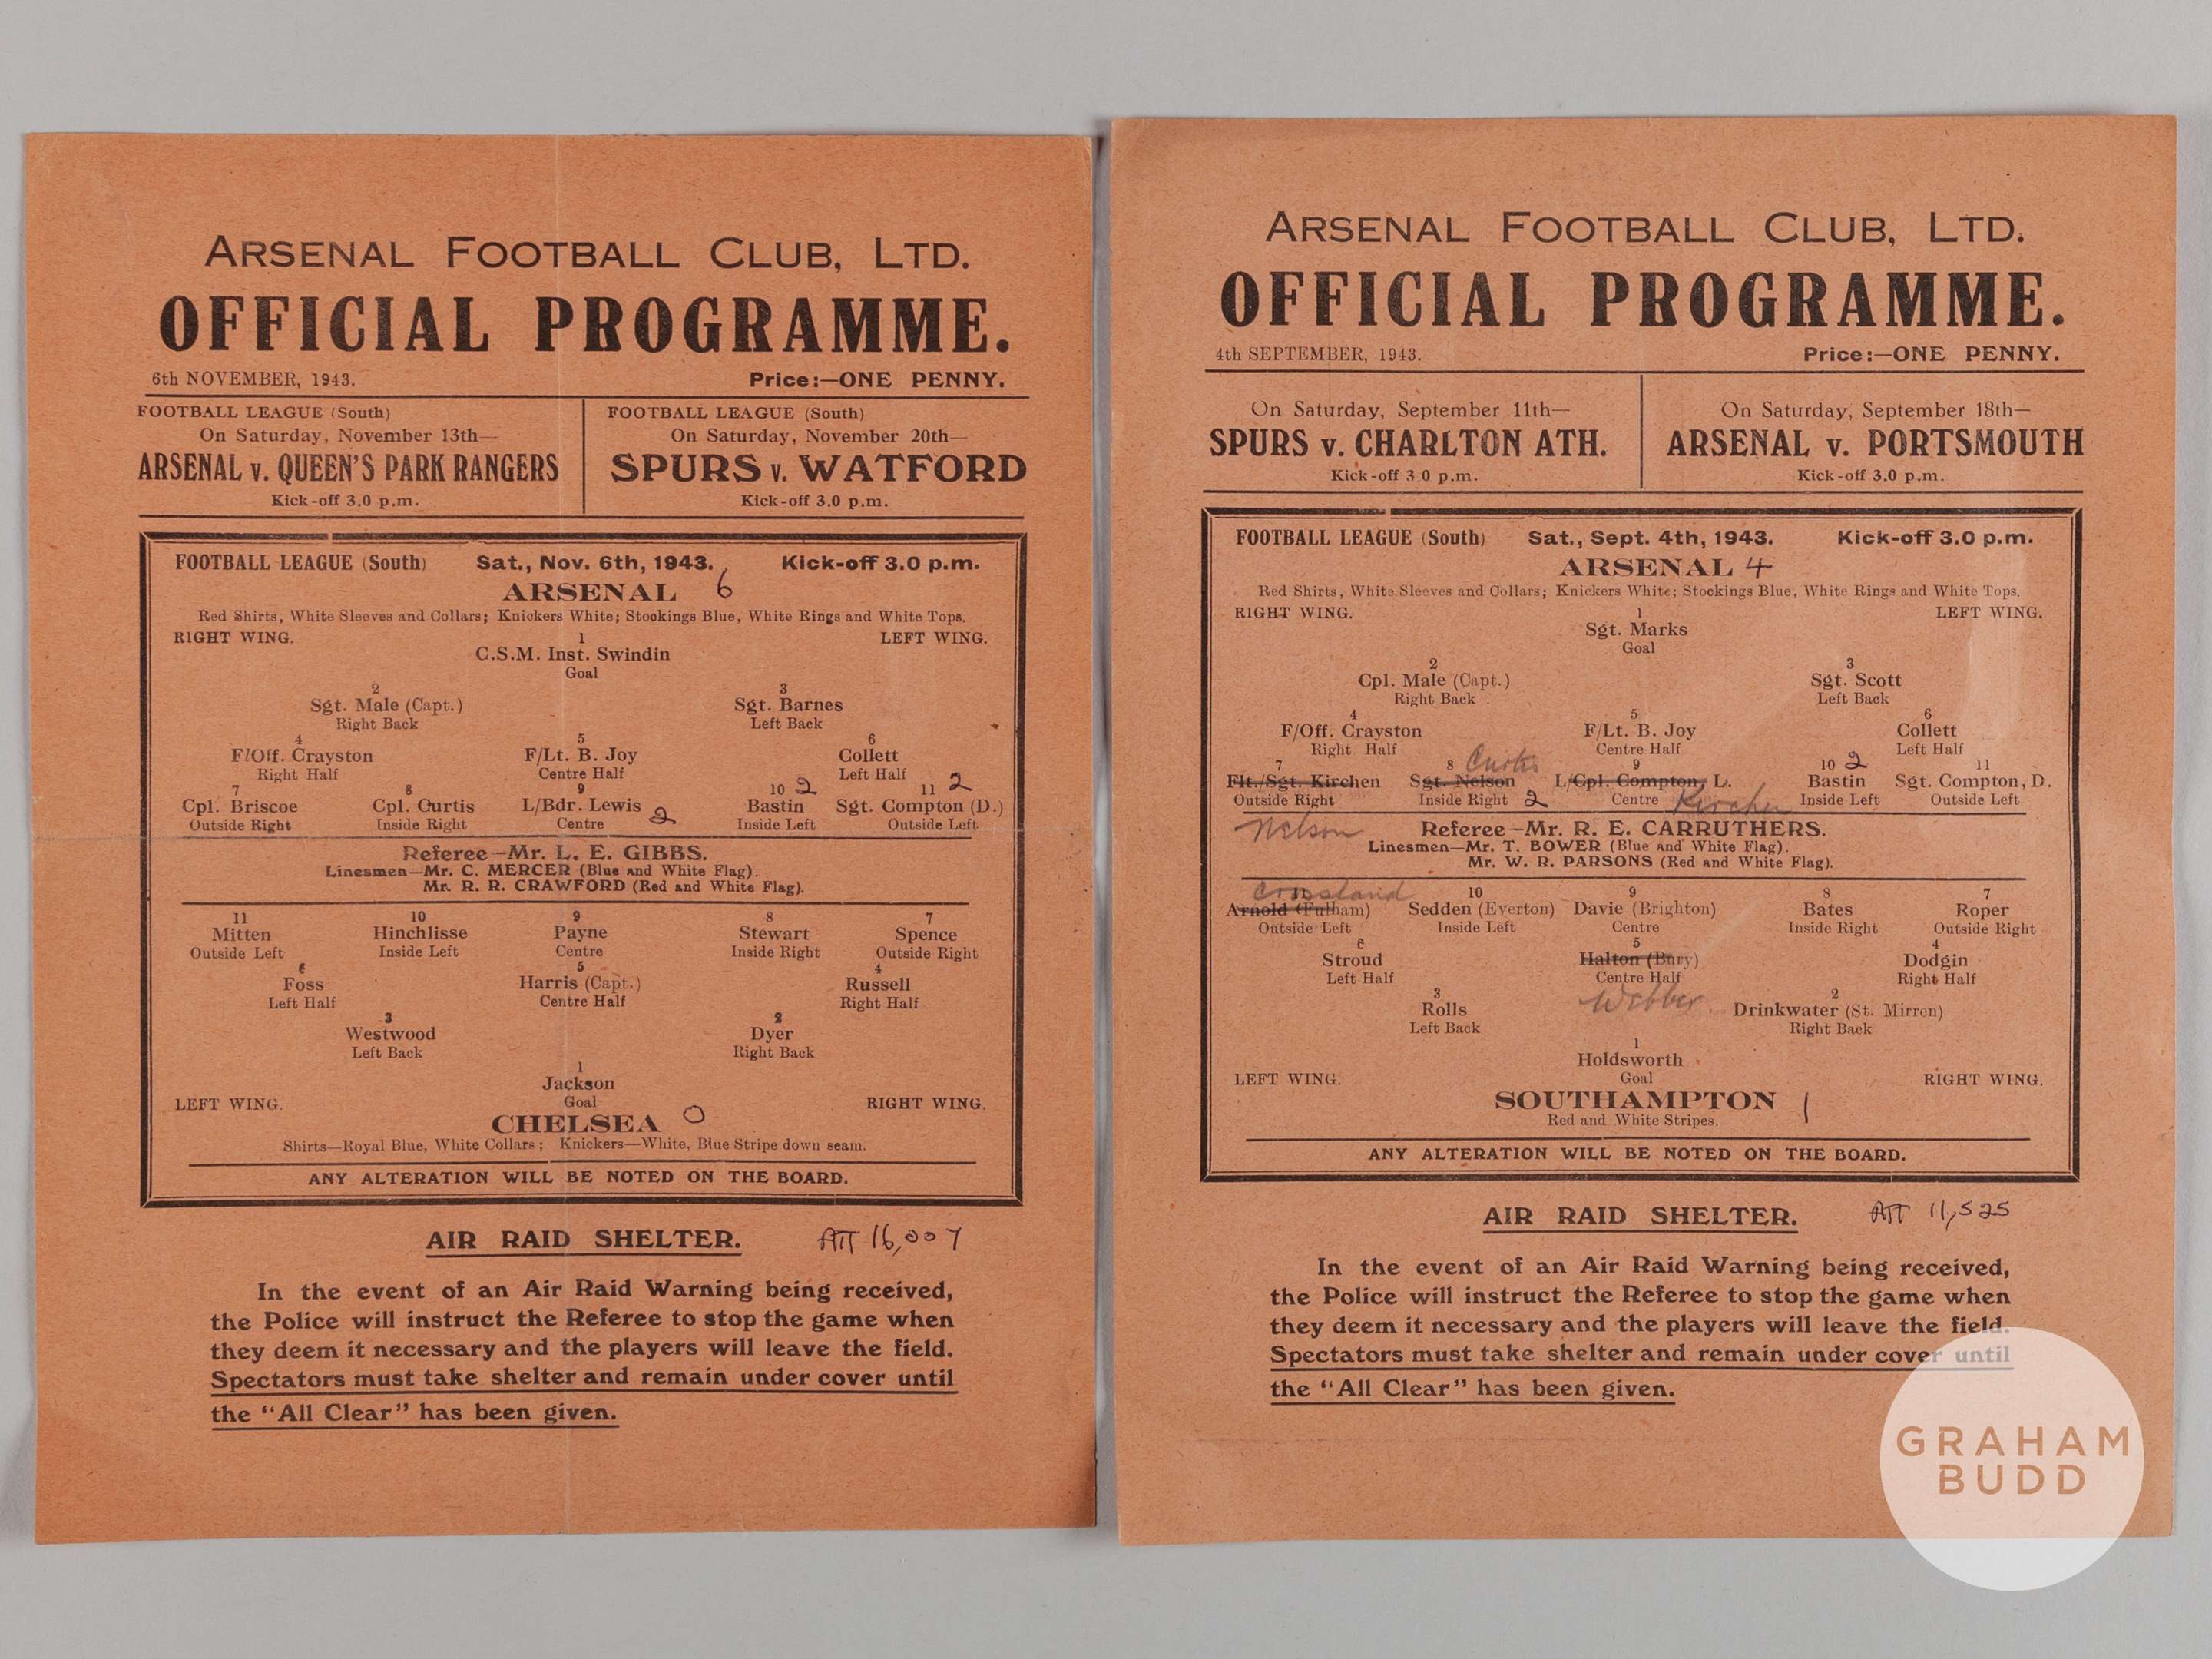 ARSENAL FOOTBALL CLUB, LTD.
OFFICIAL PROGRAMME.
6th NOVEMBER, 1943. Price:—ONE PENNY.
FOOTBALL LEAGUE (South)
On Saturday, November 13th—
ARSENAL v. QUEEN'S PARK RANGERS
Kick-off 3.0 p.m.
FOOTBALL LEAGUE (South)
On Saturday, November 20th—
SPURS v. WATFORD
Kick-off 3.0 p.m.
FOOTBALL LEAGUE (South) Sat., Nov. 6th, 1943. Kick-off 3.0 p.m.
ARSENAL 6
Red Shirts, White Sleeves and Collars; Knickers White; Stockings Blue, White Rings and White Tops.
RIGHT WING. 1 LEFT WING.
C.S.M. Inst. Swindin
Goal
2 3
Sgt. Male (Capt.) Sgt. Barnes
Right Back Left Back
4 5 6
F/Off. Crayston F/Lt. B. Joy Collett
Right Half Centre Half Left Half
7 8 9 10 2 11 2
Cpl. Briscoe Cpl. Curtis L/Bdr. Lewis 2 Bastin Sgt. Compton (D.)
Outside Right Inside Right Centre Inside Left Outside Left
Referee—Mr. L. E. GIBBS.
Linesmen—Mr. C. MERCER (Blue and White Flag).
Mr. R. R. CRAWFORD (Red and White Flag).
11 10 9 8 7
Mitten Hinchlisse Payne Stewart Spence
Outside Left Inside Left Centre Inside Right Outside Right
6 5 4
Foss Harris (Capt.) Russell
Left Half Centre Half Right Half
3 2
Westwood Dyer
Left Back Right Back
1
Jackson
LEFT WING. Goal RIGHT WING.
CHELSEA 0
Shirts—Royal Blue, White Collars; Knickers—White, Blue Stripe down seam.
ANY ALTERATION WILL BE NOTED ON THE BOARD.
AIR RAID SHELTER. ATT 16,007
In the event of an Air Raid Warning being received,
the Police will instruct the Referee to stop the game when
they deem it necessary and the players will leave the field.
Spectators must take shelter and remain under cover until
the "All Clear" has been given.
ARSENAL FOOTBALL CLUB, LTD.
OFFICIAL PROGRAMME.
4th SEPTEMBER, 1943. Price:—ONE PENNY.
On Saturday, September 11th—
SPURS v. CHARLTON ATH.
Kick-off 3.0 p.m.
On Saturday, September 18th—
ARSENAL v. PORTSMOUTH
Kick-off 3.0 p.m.
FOOTBALL LEAGUE (South) Sat., Sept. 4th, 1943. Kick-off 3.0 p.m.
ARSENAL 4
Red Shirts, White Sleeves and Collars; Knickers White; Stockings Blue, White Rings and White Tops.
RIGHT WING. 1 LEFT WING.
Sgt. Marks
Goal
2 3
Cpl. Male (Capt.) Sgt. Scott
Right Back Left Back
4 5 6
F/Off. Crayston F/Lt. B. Joy Collett
Right Half Centre Half Left Half
7 8 Curtis 9 10 2 11
Flt./Sgt. Kirchen Sgt. Nelson L/Cpl. Compton, L. Bastin Sgt. Compton, D.
Outside Right Inside Right 2 Centre Kirchen Inside Left Outside Left
Nelson Referee—Mr. R. E. CARRUTHERS.
Linesmen—Mr. T. BOWER (Blue and White Flag).
Mr. W. R. PARSONS (Red and White Flag).
Crossland 11 10 9 8 7
Arnold (Fulham) Sedden (Everton) Davie (Brighton) Bates Roper
Outside Left Inside Left Centre Inside Right Outside Right
6 5 4
Stroud Halton (Bury) Dodgin
Left Half Centre Half Right Half
3 Webber 2
Rolls Drinkwater (St. Mirren)
Left Back Right Back
1
Holdsworth
LEFT WING. Goal RIGHT WING.
SOUTHAMPTON 1
Red and White Stripes.
ANY ALTERATION WILL BE NOTED ON THE BOARD.
AIR RAID SHELTER. ATT 11,525
In the event of an Air Raid Warning being received,
the Police will instruct the Referee to stop the game when
they deem it necessary and the players will leave the field.
Spectators must take shelter and remain under cover until
the "All Clear" has been given.
GRAHAM
BUDD